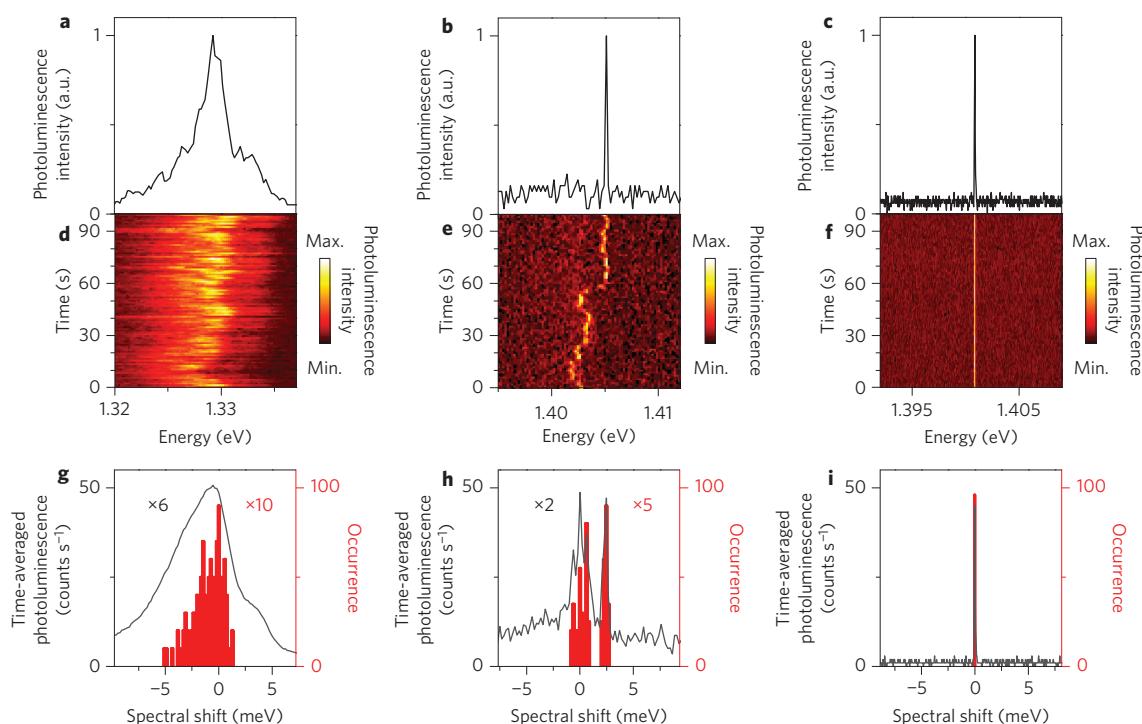 a
b
c
Photoluminescence
intensity (a.u.)
1
0
Photoluminescence
intensity (a.u.)
1
0
Photoluminescence
intensity (a.u.)
1
0
d
Time (s)
90
60
30
0
1.32
1.33
Energy (eV)
Max.
Min.
Photoluminescence
intensity
e
Time (s)
90
60
30
0
1.40
1.41
Energy (eV)
Max.
Min.
Photoluminescence
intensity
f
Time (s)
90
60
30
0
1.395
1.405
Energy (eV)
Max.
Min.
Photoluminescence
intensity
g
Time-averaged
photoluminescence
(counts s⁻¹)
50
0
×6
×10
100
0
Occurrence
−5
0
5
Spectral shift (meV)
h
Time-averaged
photoluminescence
(counts s⁻¹)
50
0
×2
×5
100
0
Occurrence
−5
0
5
Spectral shift (meV)
i
Time-averaged
photoluminescence
(counts s⁻¹)
50
0
100
0
Occurrence
−5
0
5
Spectral shift (meV)